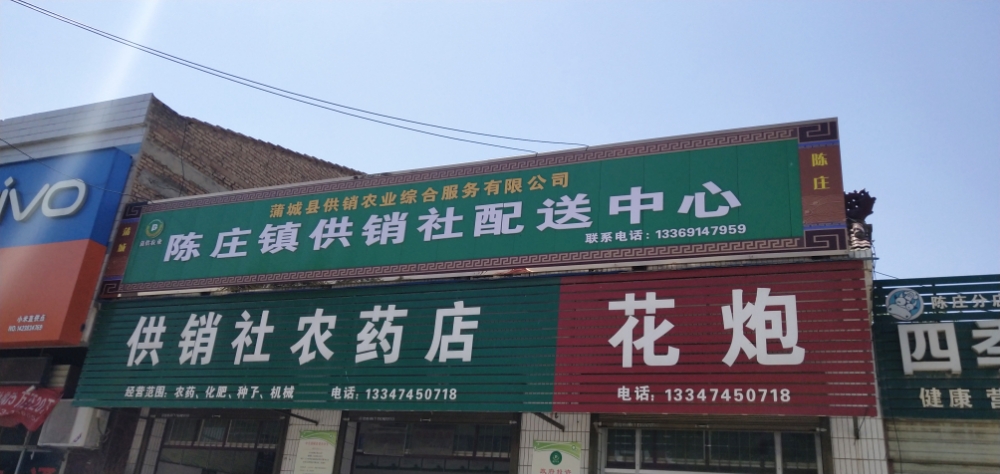 vivo
蒲城
蒲城县供销农业综合服务有限公司
陈庄镇供销社配送中心
联系电话：13369147959
陈庄
供销社农药店
经营范围：农药、化肥、种子、机械
电话：13347450718
花炮
电话：13347450718
陈庄分店
健康